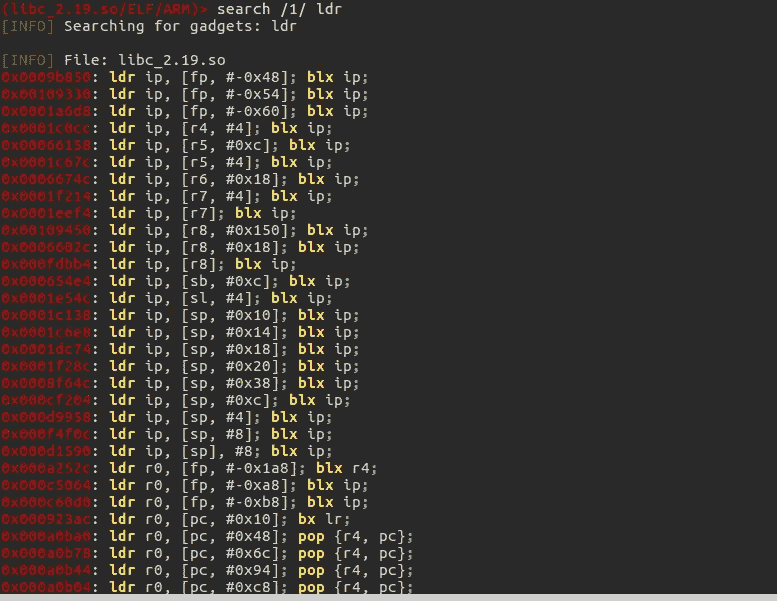 (libc_2.19.so/ELF/ARM)> search /1/ ldr
[INFO] Searching for gadgets: ldr
[INFO] File: libc_2.19.so
0x0009b850: ldr ip, [fp, #-0x48]; blx ip;
0x00109330: ldr ip, [fp, #-0x54]; blx ip;
0x0001a6d8: ldr ip, [fp, #-0x60]; blx ip;
0x0001c0cc: ldr ip, [r4, #4]; blx ip;
0x00066158: ldr ip, [r5, #0xc]; blx ip;
0x0001c67c: ldr ip, [r5, #4]; blx ip;
0x0006674c: ldr ip, [r6, #0x18]; blx ip;
0x0001f214: ldr ip, [r7, #4]; blx ip;
0x0001eef4: ldr ip, [r7]; blx ip;
0x00109450: ldr ip, [r8, #0x150]; blx ip;
0x0006602c: ldr ip, [r8, #0x18]; blx ip;
0x000fdbb4: ldr ip, [r8]; blx ip;
0x000654e4: ldr ip, [sb, #0xc]; blx ip;
0x0001e54c: ldr ip, [sl, #4]; blx ip;
0x0001c138: ldr ip, [sp, #0x10]; blx ip;
0x0001c6e8: ldr ip, [sp, #0x14]; blx ip;
0x0001dc74: ldr ip, [sp, #0x18]; blx ip;
0x0001f28c: ldr ip, [sp, #0x20]; blx ip;
0x0008f64c: ldr ip, [sp, #0x38]; blx ip;
0x000cf204: ldr ip, [sp, #0xc]; blx ip;
0x000d9958: ldr ip, [sp, #4]; blx ip;
0x000f4f0c: ldr ip, [sp, #8]; blx ip;
0x000d1590: ldr ip, [sp], #8; blx ip;
0x000a252c: ldr r0, [fp, #-0x1a8]; blx r4;
0x000c5064: ldr r0, [fp, #-0xa8]; blx ip;
0x000c60d0: ldr r0, [fp, #-0xb8]; blx ip;
0x000923ac: ldr r0, [pc, #0x10]; bx lr;
0x000a0ba0: ldr r0, [pc, #0x48]; pop {r4, pc};
0x000a0b78: ldr r0, [pc, #0x6c]; pop {r4, pc};
0x000a0b44: ldr r0, [pc, #0x94]; pop {r4, pc};
0x000a0b04: ldr r0, [pc, #0xc8]; pop {r4, pc};